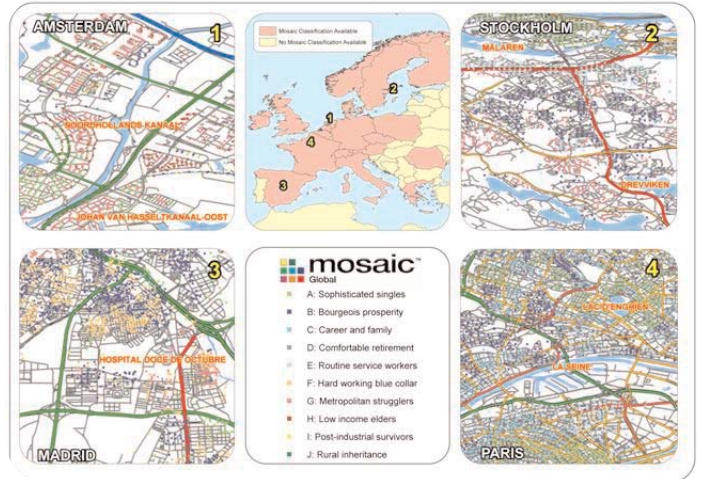 AMSTERDAM
1
NOORDHOLLANDS KANAAL
JOHAN VAN HASSELTKANAAL-OOST
Mosaic Classification Available
No Mosaic Classification Available
2
1
4
3
STOCKHOLM
2
MÄLAREN
DREVVIKEN
3
HOSPITAL DOCE DE OCTUBRE
MADRID
mosaic™
Global
A: Sophisticated singles
B: Bourgeois prosperity
C: Career and family
D: Comfortable retirement
E: Routine service workers
F: Hard working blue collar
G: Metropolitan strugglers
H: Low income elders
I: Post-industrial survivors
J: Rural inheritance
4
LAC D'ENGHIEN
LA SEINE
PARIS